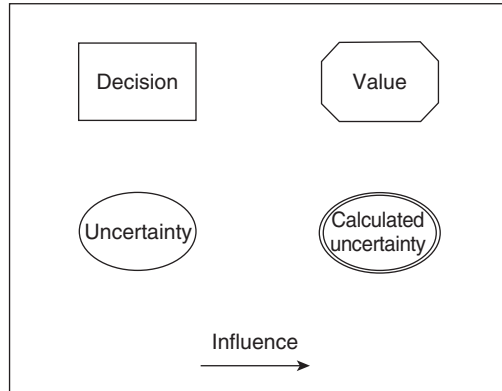 Decision
Value
Uncertainty
Calculated
uncertainty
Influence